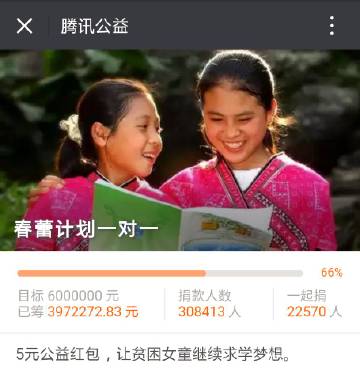 腾讯公益
春蕾计划一对一
66%
目标 6000000 元
捐款人数
一起捐
已筹 3972272.83 元
308413 人
22570 人
5元公益红包，让贫困女童继续求学梦想。